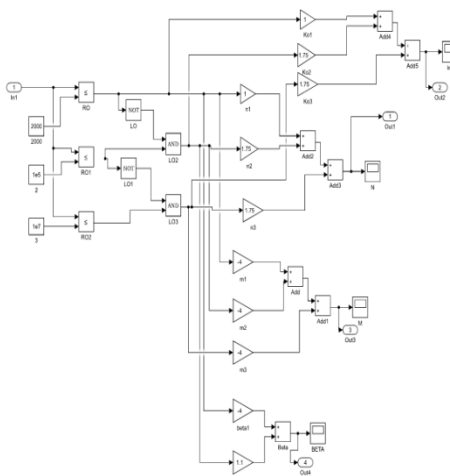 1
In1
≤
RO
2000
2000
≤
RO1
1e5
2
≤
RO2
1e7
3
NOT
LO
NOT
LO1
AND
LO2
AND
LO3
1
Ko1
1.75
Ko2
1.75
Ko3
Add4
Add5
2
Out2
1
n1
1.75
n2
1.75
n3
Add2
Add3
1
Out1
N
-4
m1
-4
m2
-4
m3
Add
Add1
M
3
Out3
-4
beta1
1.1
Beta
BETA
4
Out4